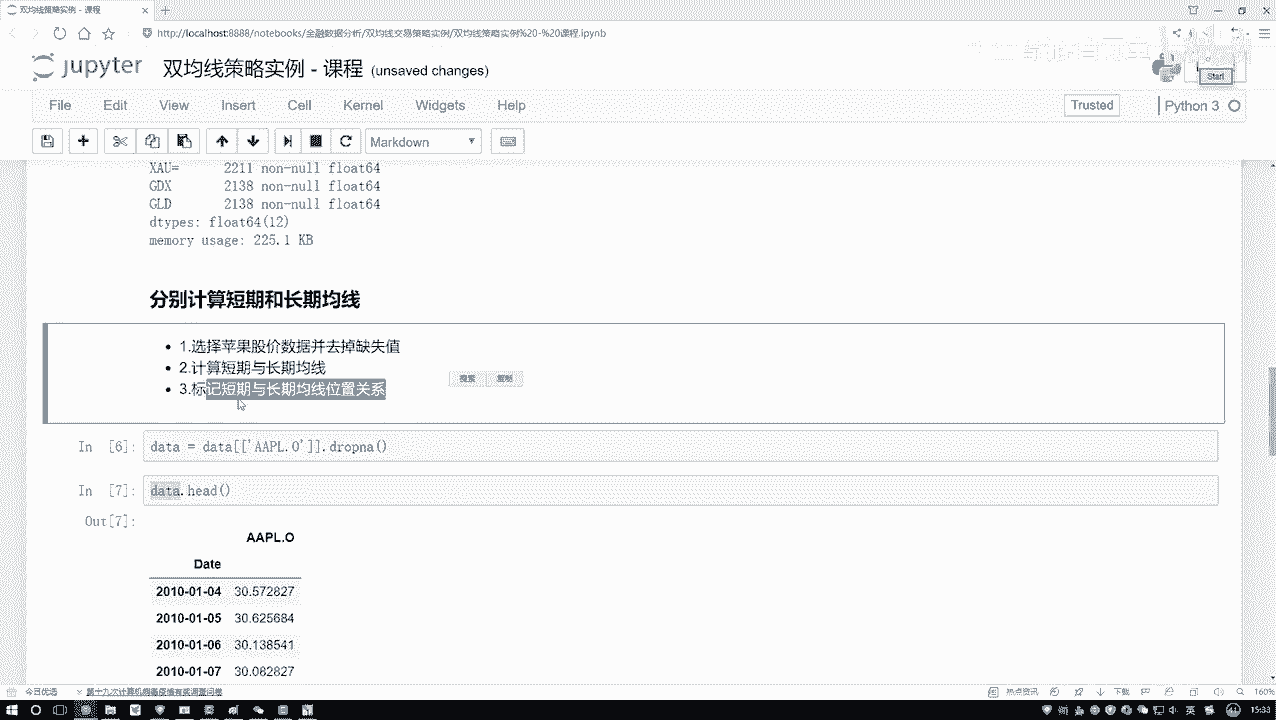 双均线策略实例 - 课程
http://localhost:8888/notebooks/金融数据分析/双均线交易策略实例/双均线策略实例%20-%20课程.ipynb
jupyter 双均线策略实例 - 课程 (unsaved changes)
Start
File Edit View Insert Cell Kernel Widgets Help
Trusted Python 3
Markdown
XAU= 2211 non-null float64
GDX 2138 non-null float64
GLD 2138 non-null float64
dtypes: float64(12)
memory usage: 225.1 KB
分别计算短期和长期均线
1.选择苹果股价数据并去掉缺失值
2.计算短期与长期均线
3.标记短期与长期均线位置关系
搜索 复制
In [6]: data = data[['AAPL.O']].dropna()
In [7]: data.head()
Out[7]:
AAPL.O
Date
2010-01-04 30.572827
2010-01-05 30.625684
2010-01-06 30.138541
2010-01-07 30.082827
今日优选
热点资讯 下载 160%
英 15:33